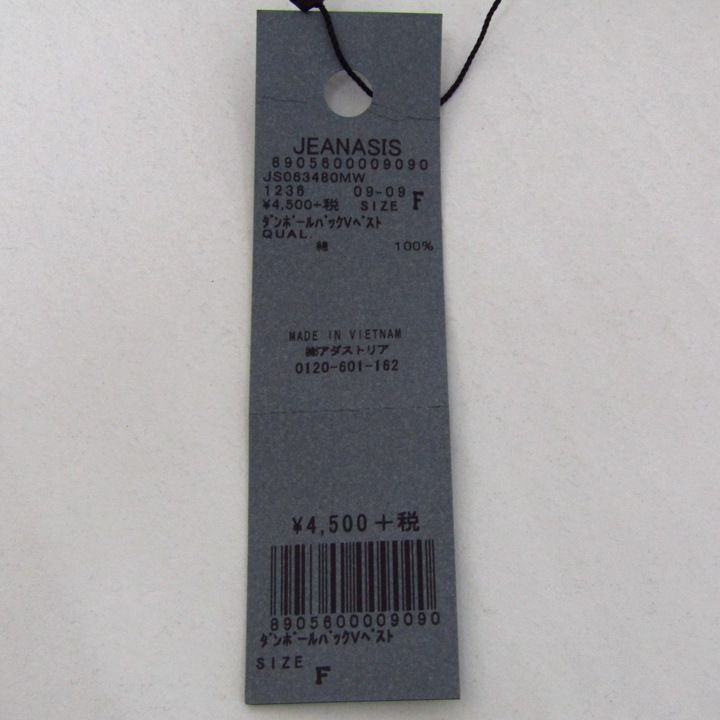 JEANASIS
8905600009090
JS063480MW
1236 09-09
¥4,500+税 SIZE F
ﾀﾞﾝﾎﾞｰﾙﾊﾞｯｸVﾍﾞｽﾄ
QUAL.
綿 100%
MADE IN VIETNAM
㈱アダストリア
0120-601-162
¥4,500+税
8905600009090
ﾀﾞﾝﾎﾞｰﾙﾊﾞｯｸVﾍﾞｽﾄ
SIZE
F